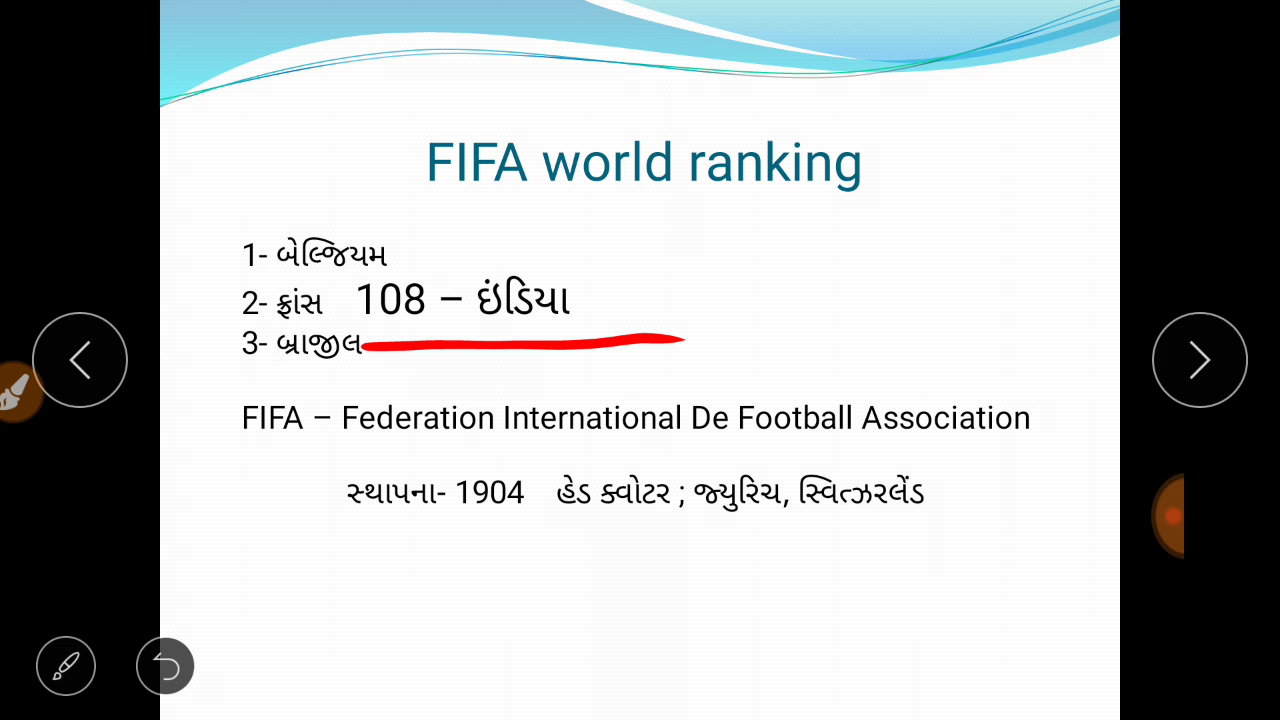 FIFA world ranking
1- બેલ્જિયમ
2- ફ્રાંસ 108 – ઇંડિયા
3- બ્રાજીલ
FIFA – Federation International De Football Association
સ્થાપના- 1904 હેડ ક્વોટર ; જ્યુરિચ, સ્વિત્ઝરલેંડ